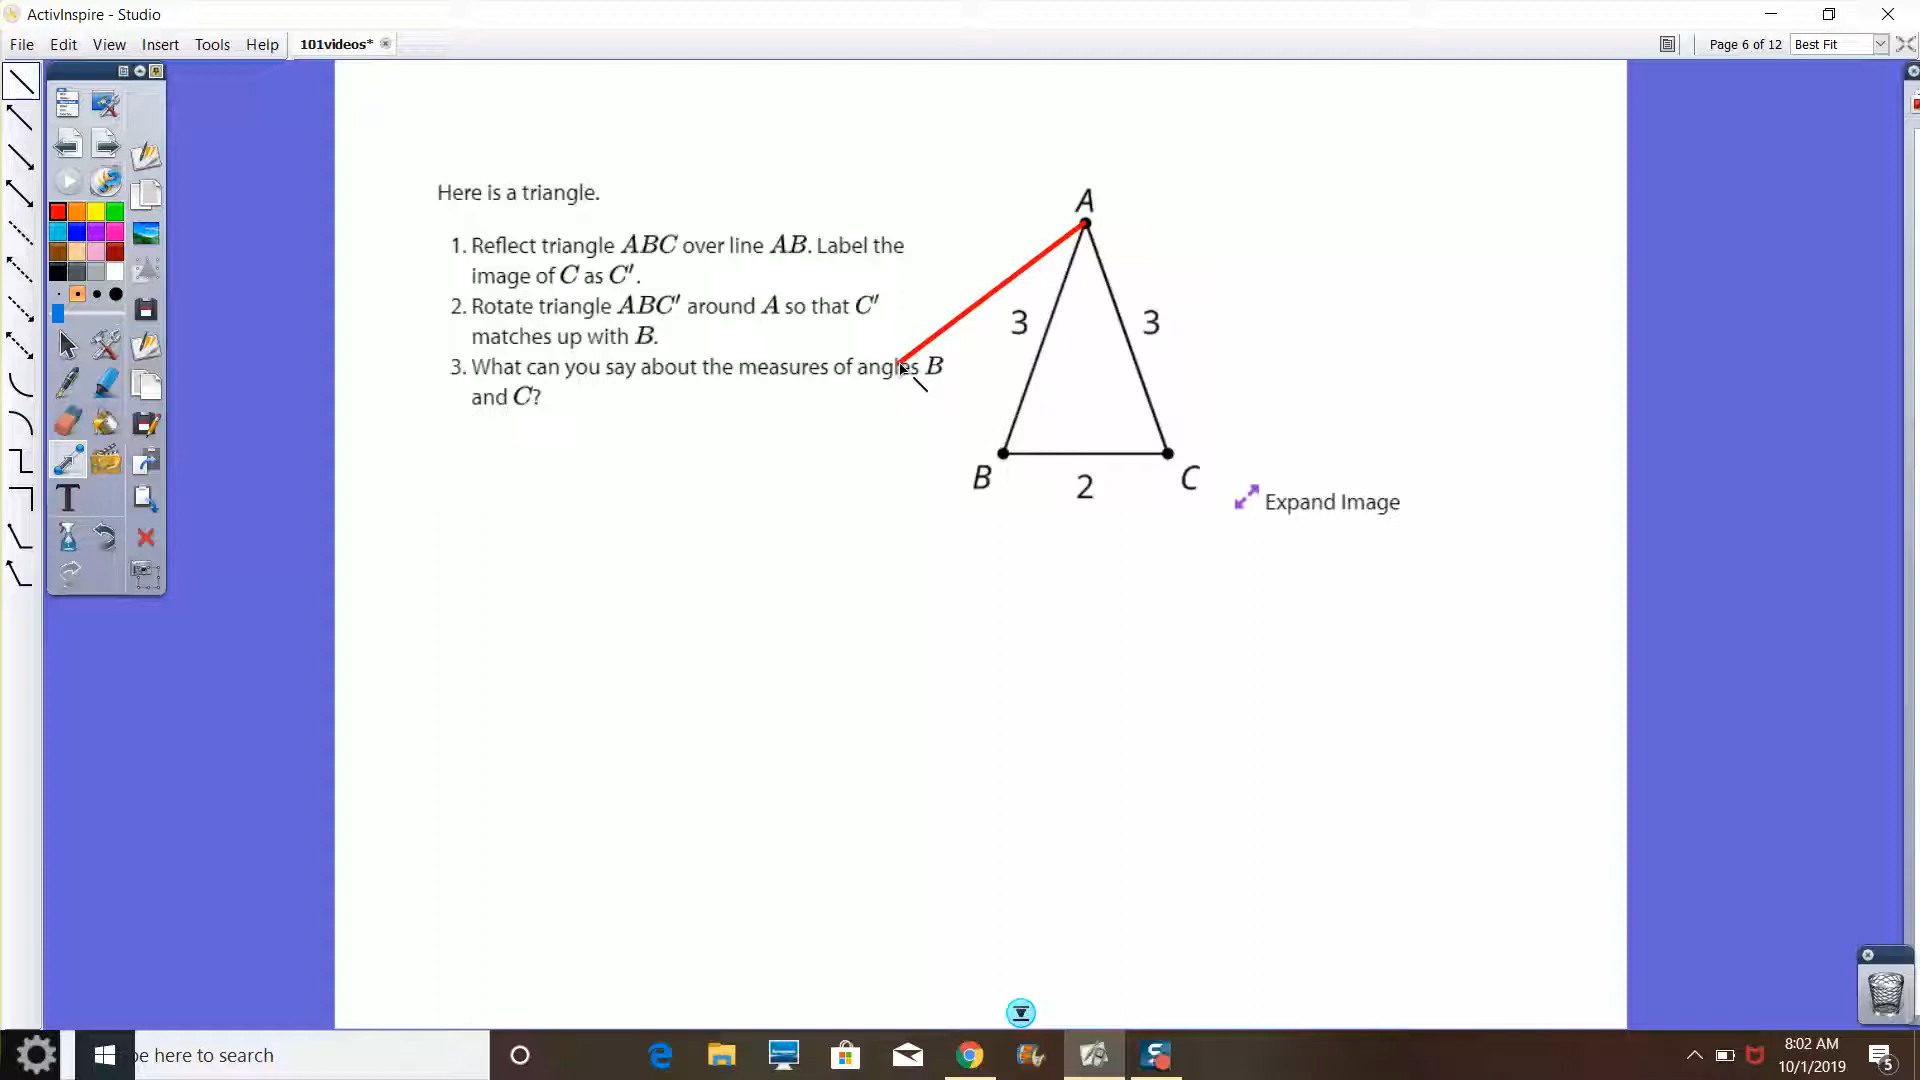 ActivInspire - Studio
File Edit View Insert Tools Help 101videos* Page 6 of 12 Best Fit
Here is a triangle.
1. Reflect triangle ABC over line AB. Label the
image of C as C′.
2. Rotate triangle ABC′ around A so that C′
matches up with B.
3. What can you say about the measures of angles B
and C?
A
3 3
B C
2
Expand Image
T
pe here to search
8:02 AM
10/1/2019
5